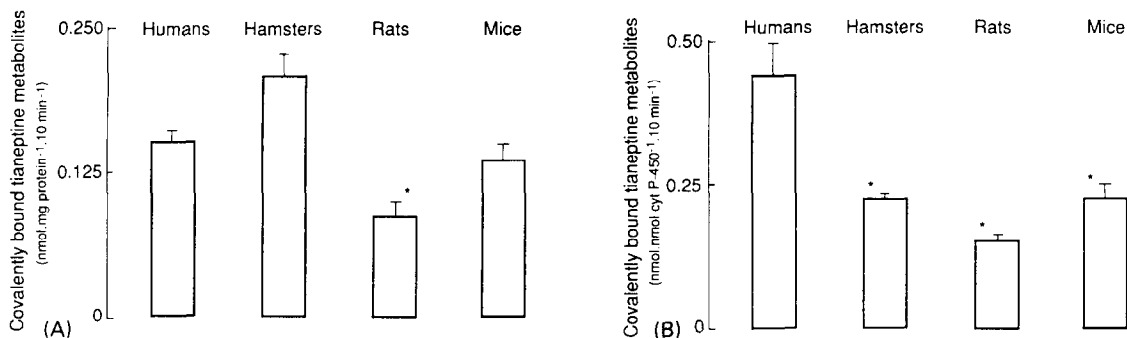 Covalently bound tianeptine metabolites
(nmol.mg protein-1.10 min-1)
0.250
0.125
0
Humans Hamsters Rats Mice
*
(A)
Covalently bound tianeptine metabolites
(nmol.nmol cyt P-450-1.10 min-1)
0.50
0.25
0
Humans Hamsters Rats Mice
* * *
(B)